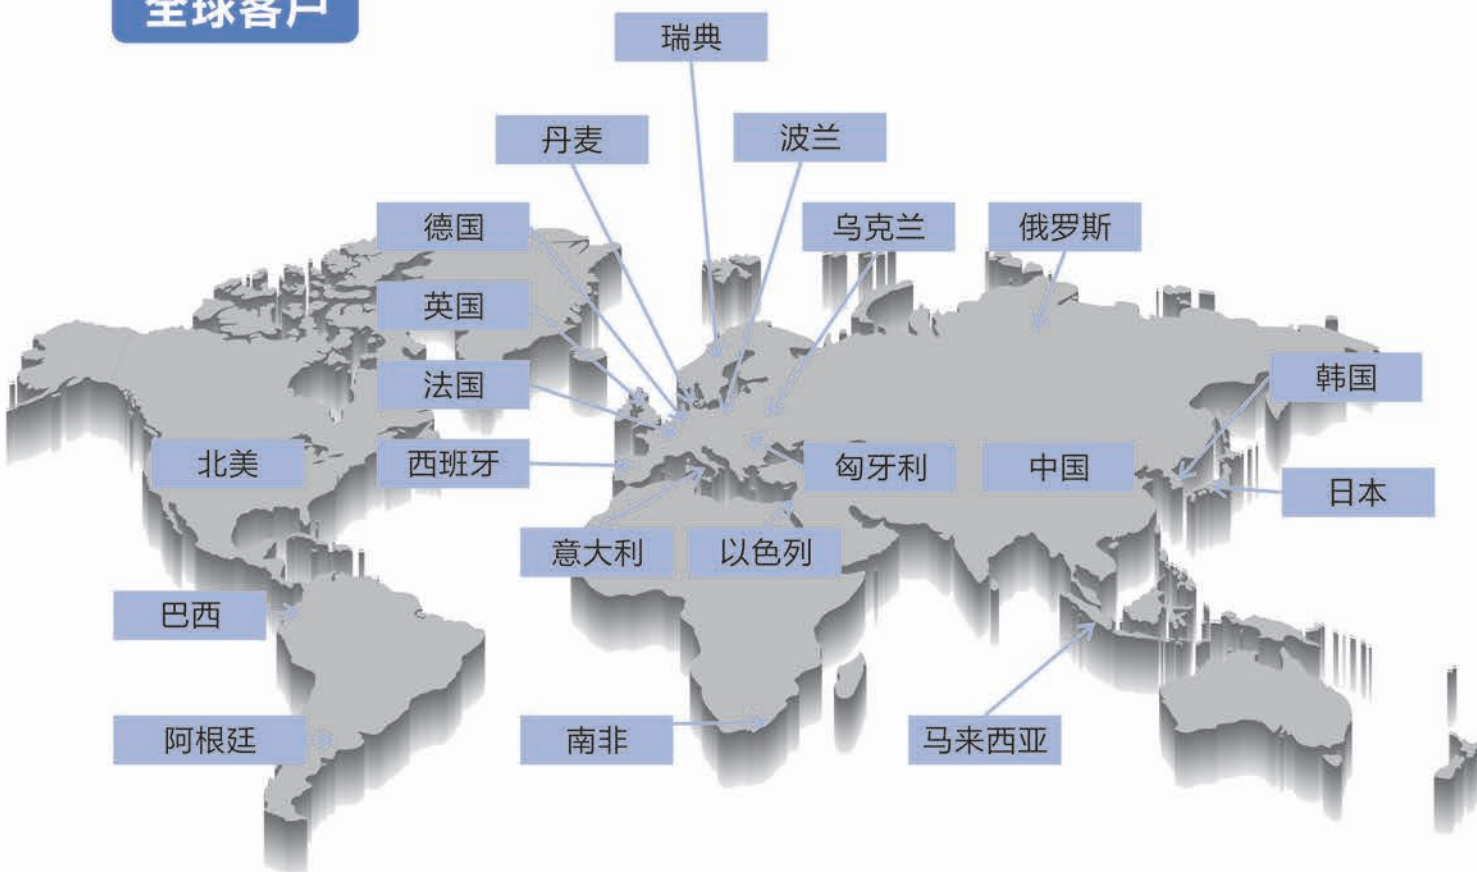 全球客户
瑞典
丹麦
波兰
德国
乌克兰
俄罗斯
英国
法国
韩国
北美
西班牙
匈牙利
中国
日本
意大利
以色列
巴西
阿根廷
南非
马来西亚